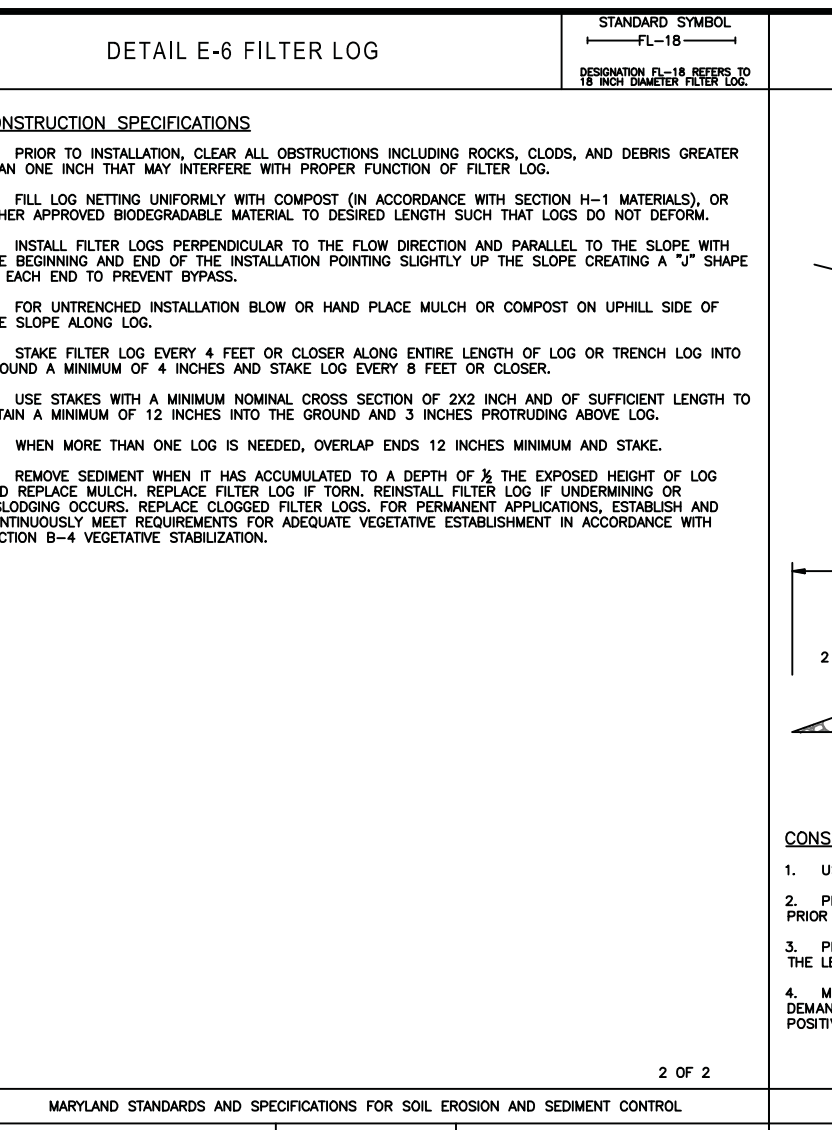 DETAIL E-6 FILTER LOG
STANDARD SYMBOL
FL-18
DESIGNATION FL-18 REFERS TO
18 INCH DIAMETER FILTER LOG.
ONSTRUCTION SPECIFICATIONS
PRIOR TO INSTALLATION, CLEAR ALL OBSTRUCTIONS INCLUDING ROCKS, CLODS, AND DEBRIS GREATER
AN ONE INCH THAT MAY INTERFERE WITH PROPER FUNCTION OF FILTER LOG.
FILL LOG NETTING UNIFORMLY WITH COMPOST (IN ACCORDANCE WITH SECTION H-1 MATERIALS), OR
HER APPROVED BIODEGRADABLE MATERIAL TO DESIRED LENGTH SUCH THAT LOGS DO NOT DEFORM.
INSTALL FILTER LOGS PERPENDICULAR TO THE FLOW DIRECTION AND PARALLEL TO THE SLOPE WITH
E BEGINNING AND END OF THE INSTALLATION POINTING SLIGHTLY UP THE SLOPE CREATING A "J" SHAPE
EACH END TO PREVENT BYPASS.
FOR UNTRENCHED INSTALLATION BLOW OR HAND PLACE MULCH OR COMPOST ON UPHILL SIDE OF
E SLOPE ALONG LOG.
STAKE FILTER LOG EVERY 4 FEET OR CLOSER ALONG ENTIRE LENGTH OF LOG OR TRENCH LOG INTO
OUND A MINIMUM OF 4 INCHES AND STAKE LOG EVERY 8 FEET OR CLOSER.
USE STAKES WITH A MINIMUM NOMINAL CROSS SECTION OF 2X2 INCH AND OF SUFFICIENT LENGTH TO
TAIN A MINIMUM OF 12 INCHES INTO THE GROUND AND 3 INCHES PROTRUDING ABOVE LOG.
WHEN MORE THAN ONE LOG IS NEEDED, OVERLAP ENDS 12 INCHES MINIMUM AND STAKE.
REMOVE SEDIMENT WHEN IT HAS ACCUMULATED TO A DEPTH OF ½ THE EXPOSED HEIGHT OF LOG
D REPLACE MULCH. REPLACE FILTER LOG IF TORN. REINSTALL FILTER LOG IF UNDERMINING OR
SLODGING OCCURS. REPLACE CLOGGED FILTER LOGS. FOR PERMANENT APPLICATIONS, ESTABLISH AND
NTINUOUSLY MEET REQUIREMENTS FOR ADEQUATE VEGETATIVE ESTABLISHMENT IN ACCORDANCE WITH
CTION B-4 VEGETATIVE STABILIZATION.
2 OF 2
MARYLAND STANDARDS AND SPECIFICATIONS FOR SOIL EROSION AND SEDIMENT CONTROL
2
CONS
1. U
2. P
PRIOR
3. P
THE LE
4. M
DEMAN
POSITI